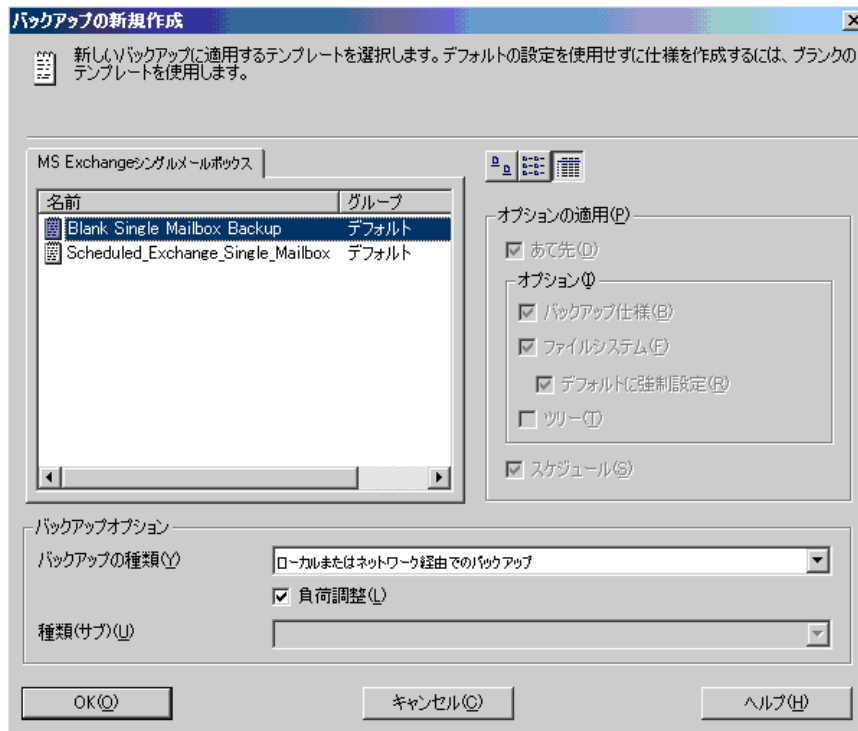 バックアップの新規作成
新しいバックアップに適用するテンプレートを選択します。デフォルトの設定を使用せずに仕様を作成するには、ブランクの
テンプレートを使用します。
MS Exchangeシングルメールボックス
名前 グループ
Blank Single Mailbox Backup デフォルト
Scheduled_Exchange_Single_Mailbox デフォルト
オプションの適用(P)
あて先(D)
オプション(I)
バックアップ仕様(B)
ファイルシステム(F)
デフォルトに強制設定(R)
ツリー(T)
スケジュール(S)
バックアップオプション
バックアップの種類(Y)
ローカルまたはネットワーク経由でのバックアップ
負荷調整(L)
種類(サブ)(U)
OK(O)
キャンセル(C)
ヘルプ(H)